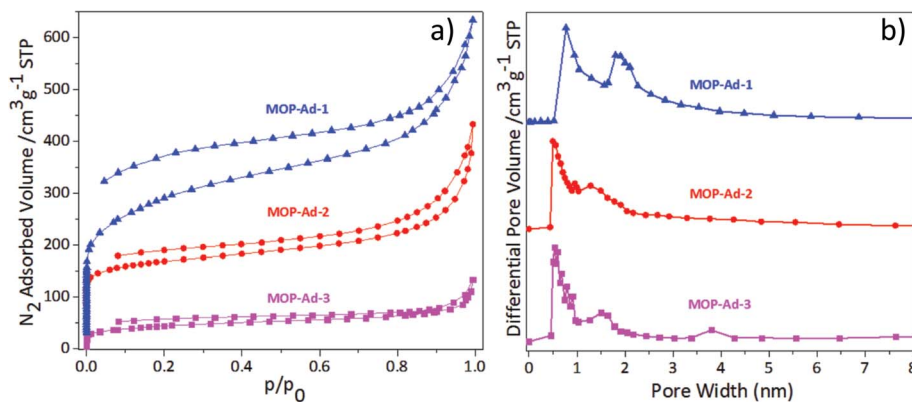 a)
N2 Adsorbed Volume /cm3g-1 STP
600
500
400
300
200
100
0
MOP-Ad-1
MOP-Ad-2
MOP-Ad-3
0.0 0.2 0.4 0.6 0.8 1.0
p/p0
b)
Differential Pore Volume/cm3g-1 STP
MOP-Ad-1
MOP-Ad-2
MOP-Ad-3
0 1 2 3 4 5 6 7 8
Pore Width (nm)